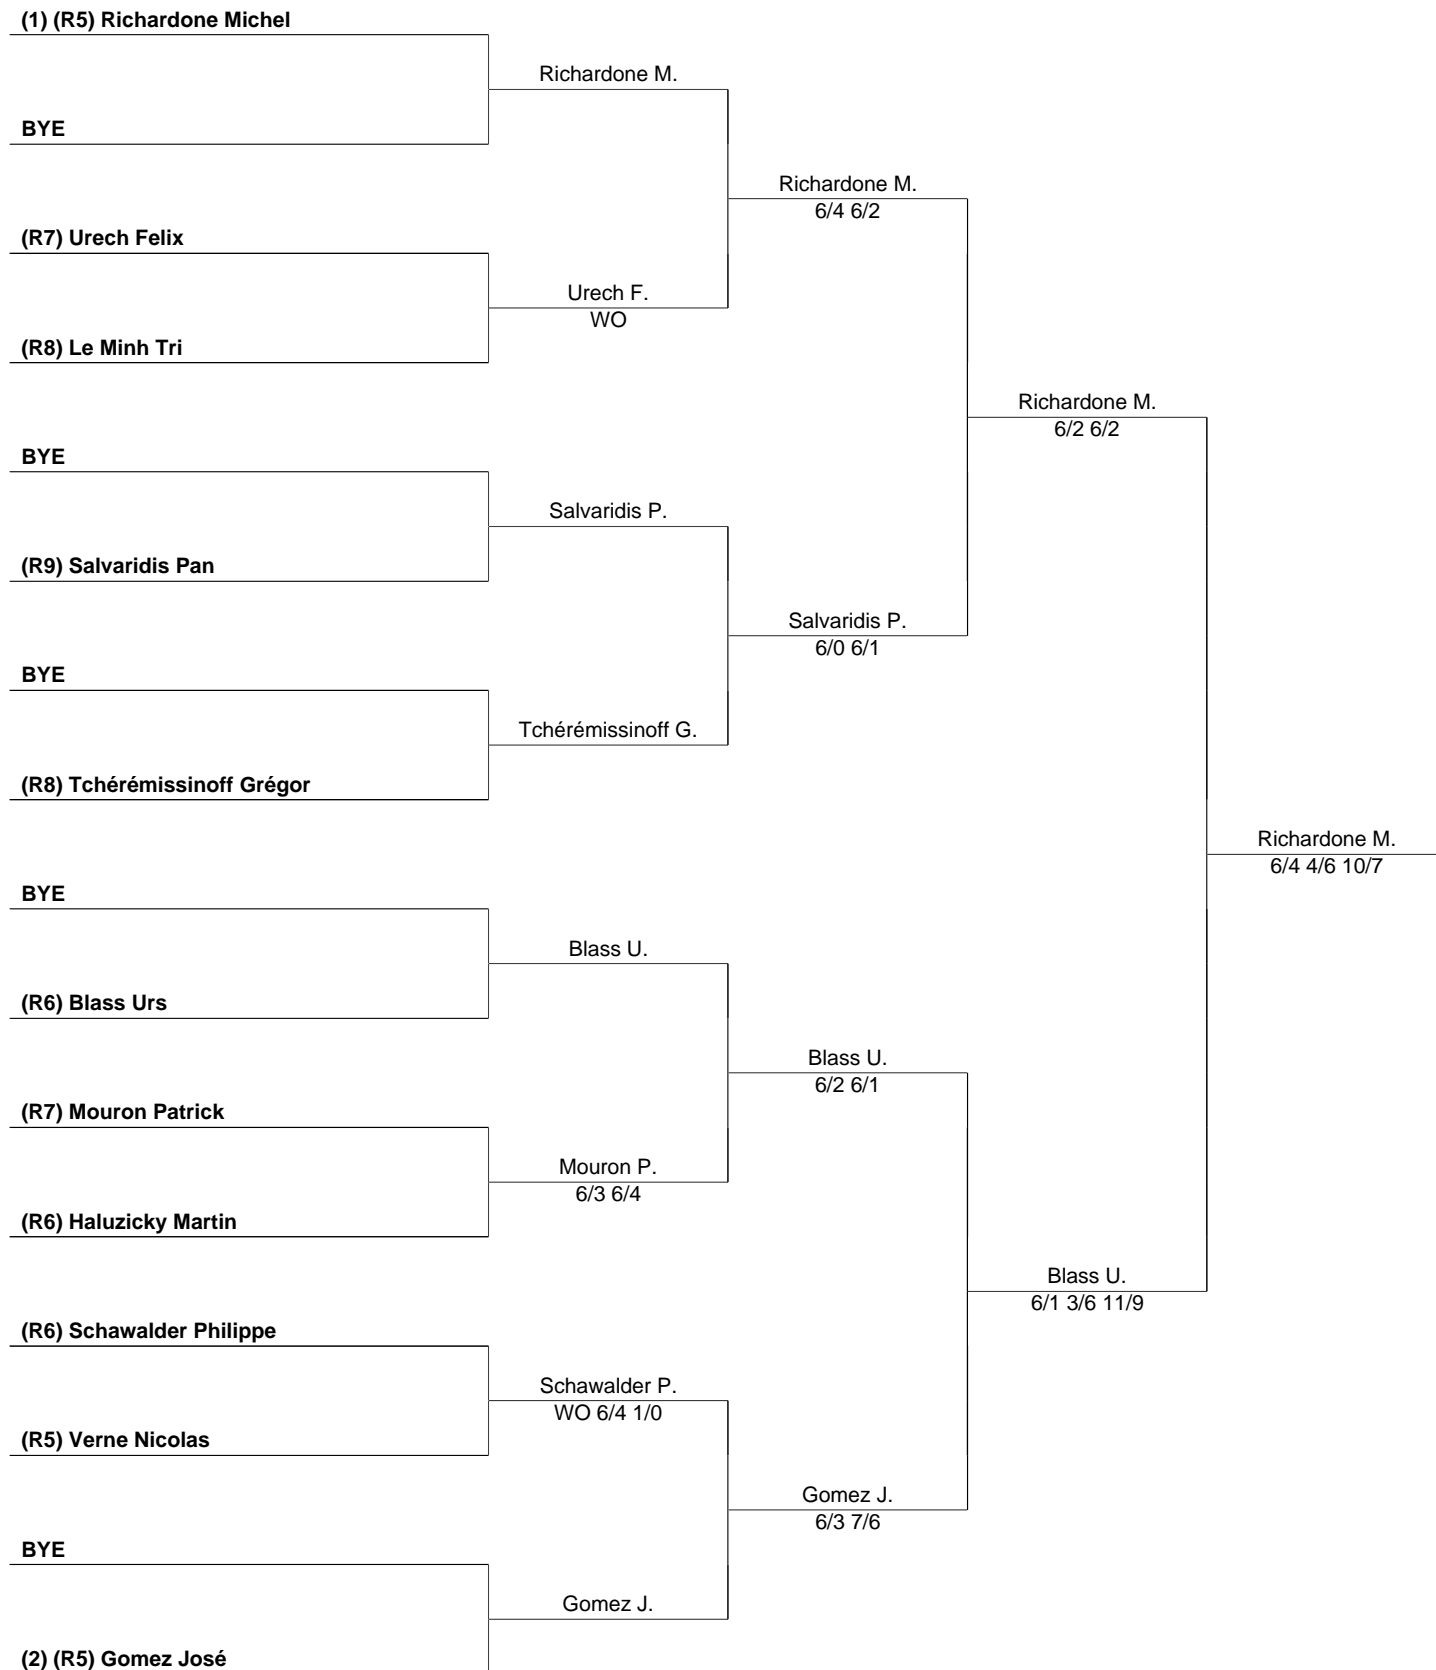 (1) (R5) Richardone Michel
Richardone M.
BYE
Richardone M.
6/4 6/2
(R7) Urech Felix
Urech F.
WO
(R8) Le Minh Tri
Richardone M.
6/2 6/2
BYE
Salvaridis P.
(R9) Salvaridis Pan
Salvaridis P.
6/0 6/1
BYE
Tchérémissinoff G.
(R8) Tchérémissinoff Grégor
Richardone M.
6/4 4/6 10/7
BYE
Blass U.
(R6) Blass Urs
Blass U.
6/2 6/1
(R7) Mouron Patrick
Mouron P.
6/3 6/4
(R6) Haluzicky Martin
Blass U.
6/1 3/6 11/9
(R6) Schawalder Philippe
Schawalder P.
WO 6/4 1/0
(R5) Verne Nicolas
Gomez J.
6/3 7/6
BYE
Gomez J.
(2) (R5) Gomez José